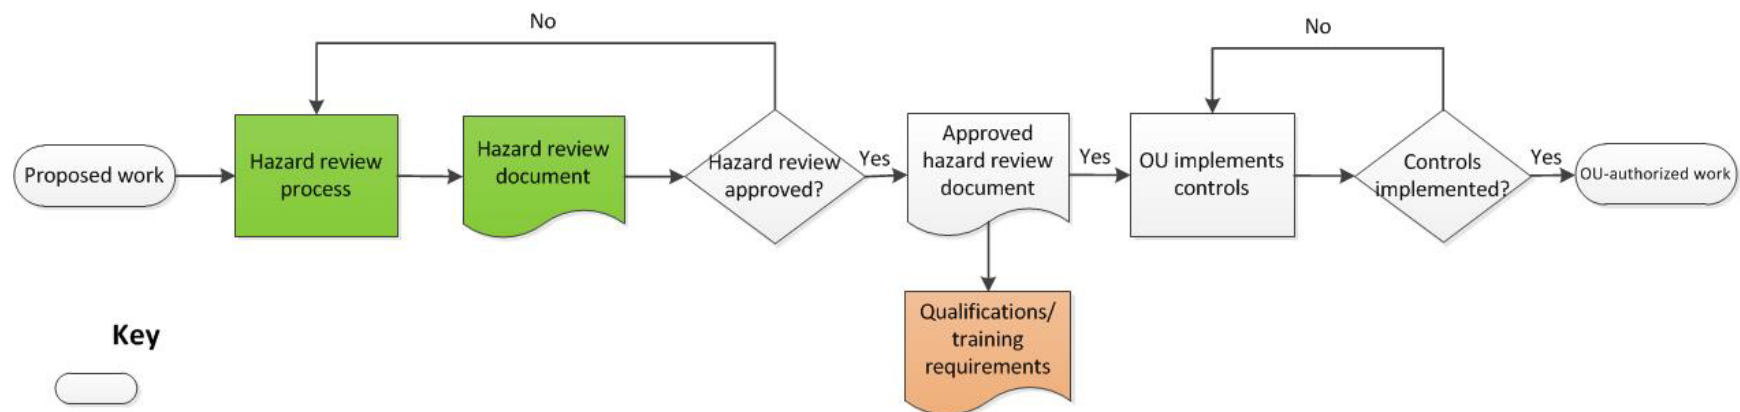 No
No
Proposed work
Hazard review
process
Hazard review
document
Hazard review
approved?
Yes
Approved
hazard review
document
Yes
OU implements
controls
Controls
implemented?
Yes
OU-authorized work
Qualifications/
training
requirements
Key